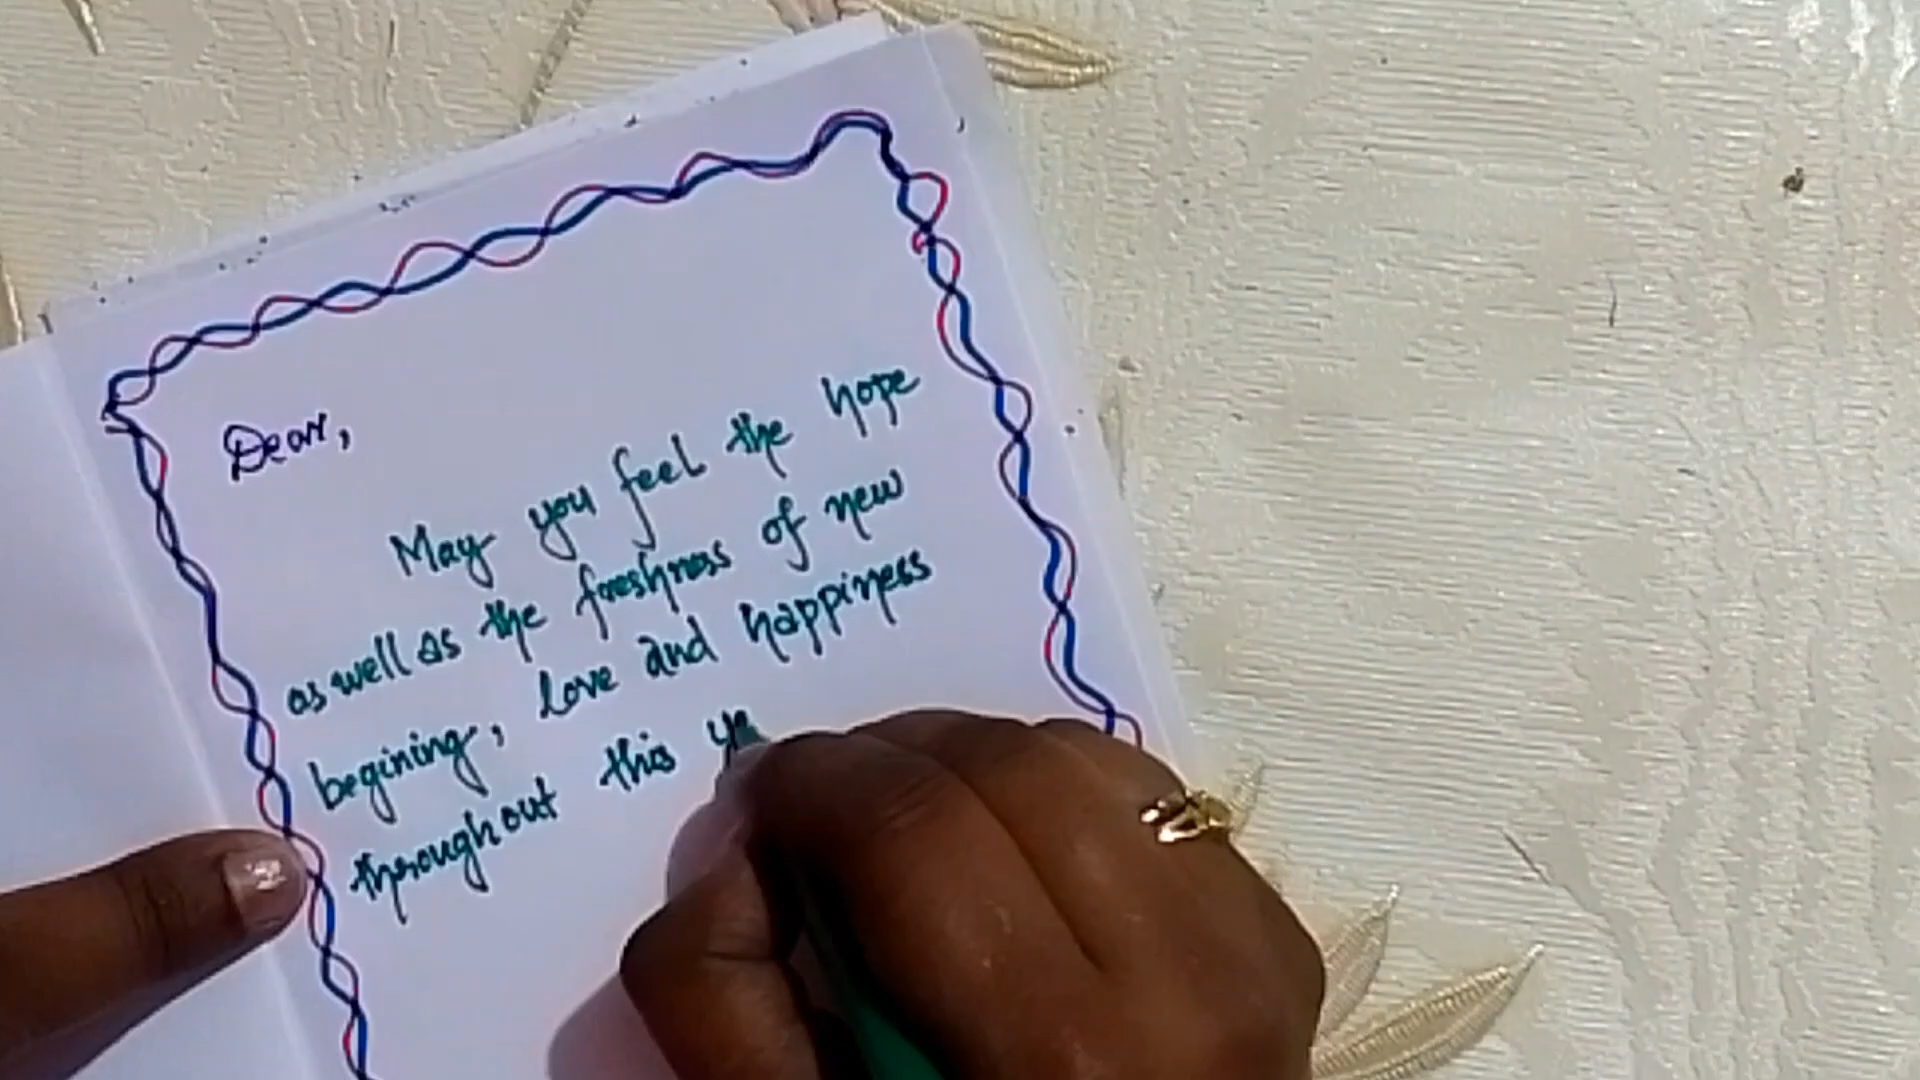 Dear,
May you feel the hope
as well as the freshness of new
begining, love and happiness
throughout this ye